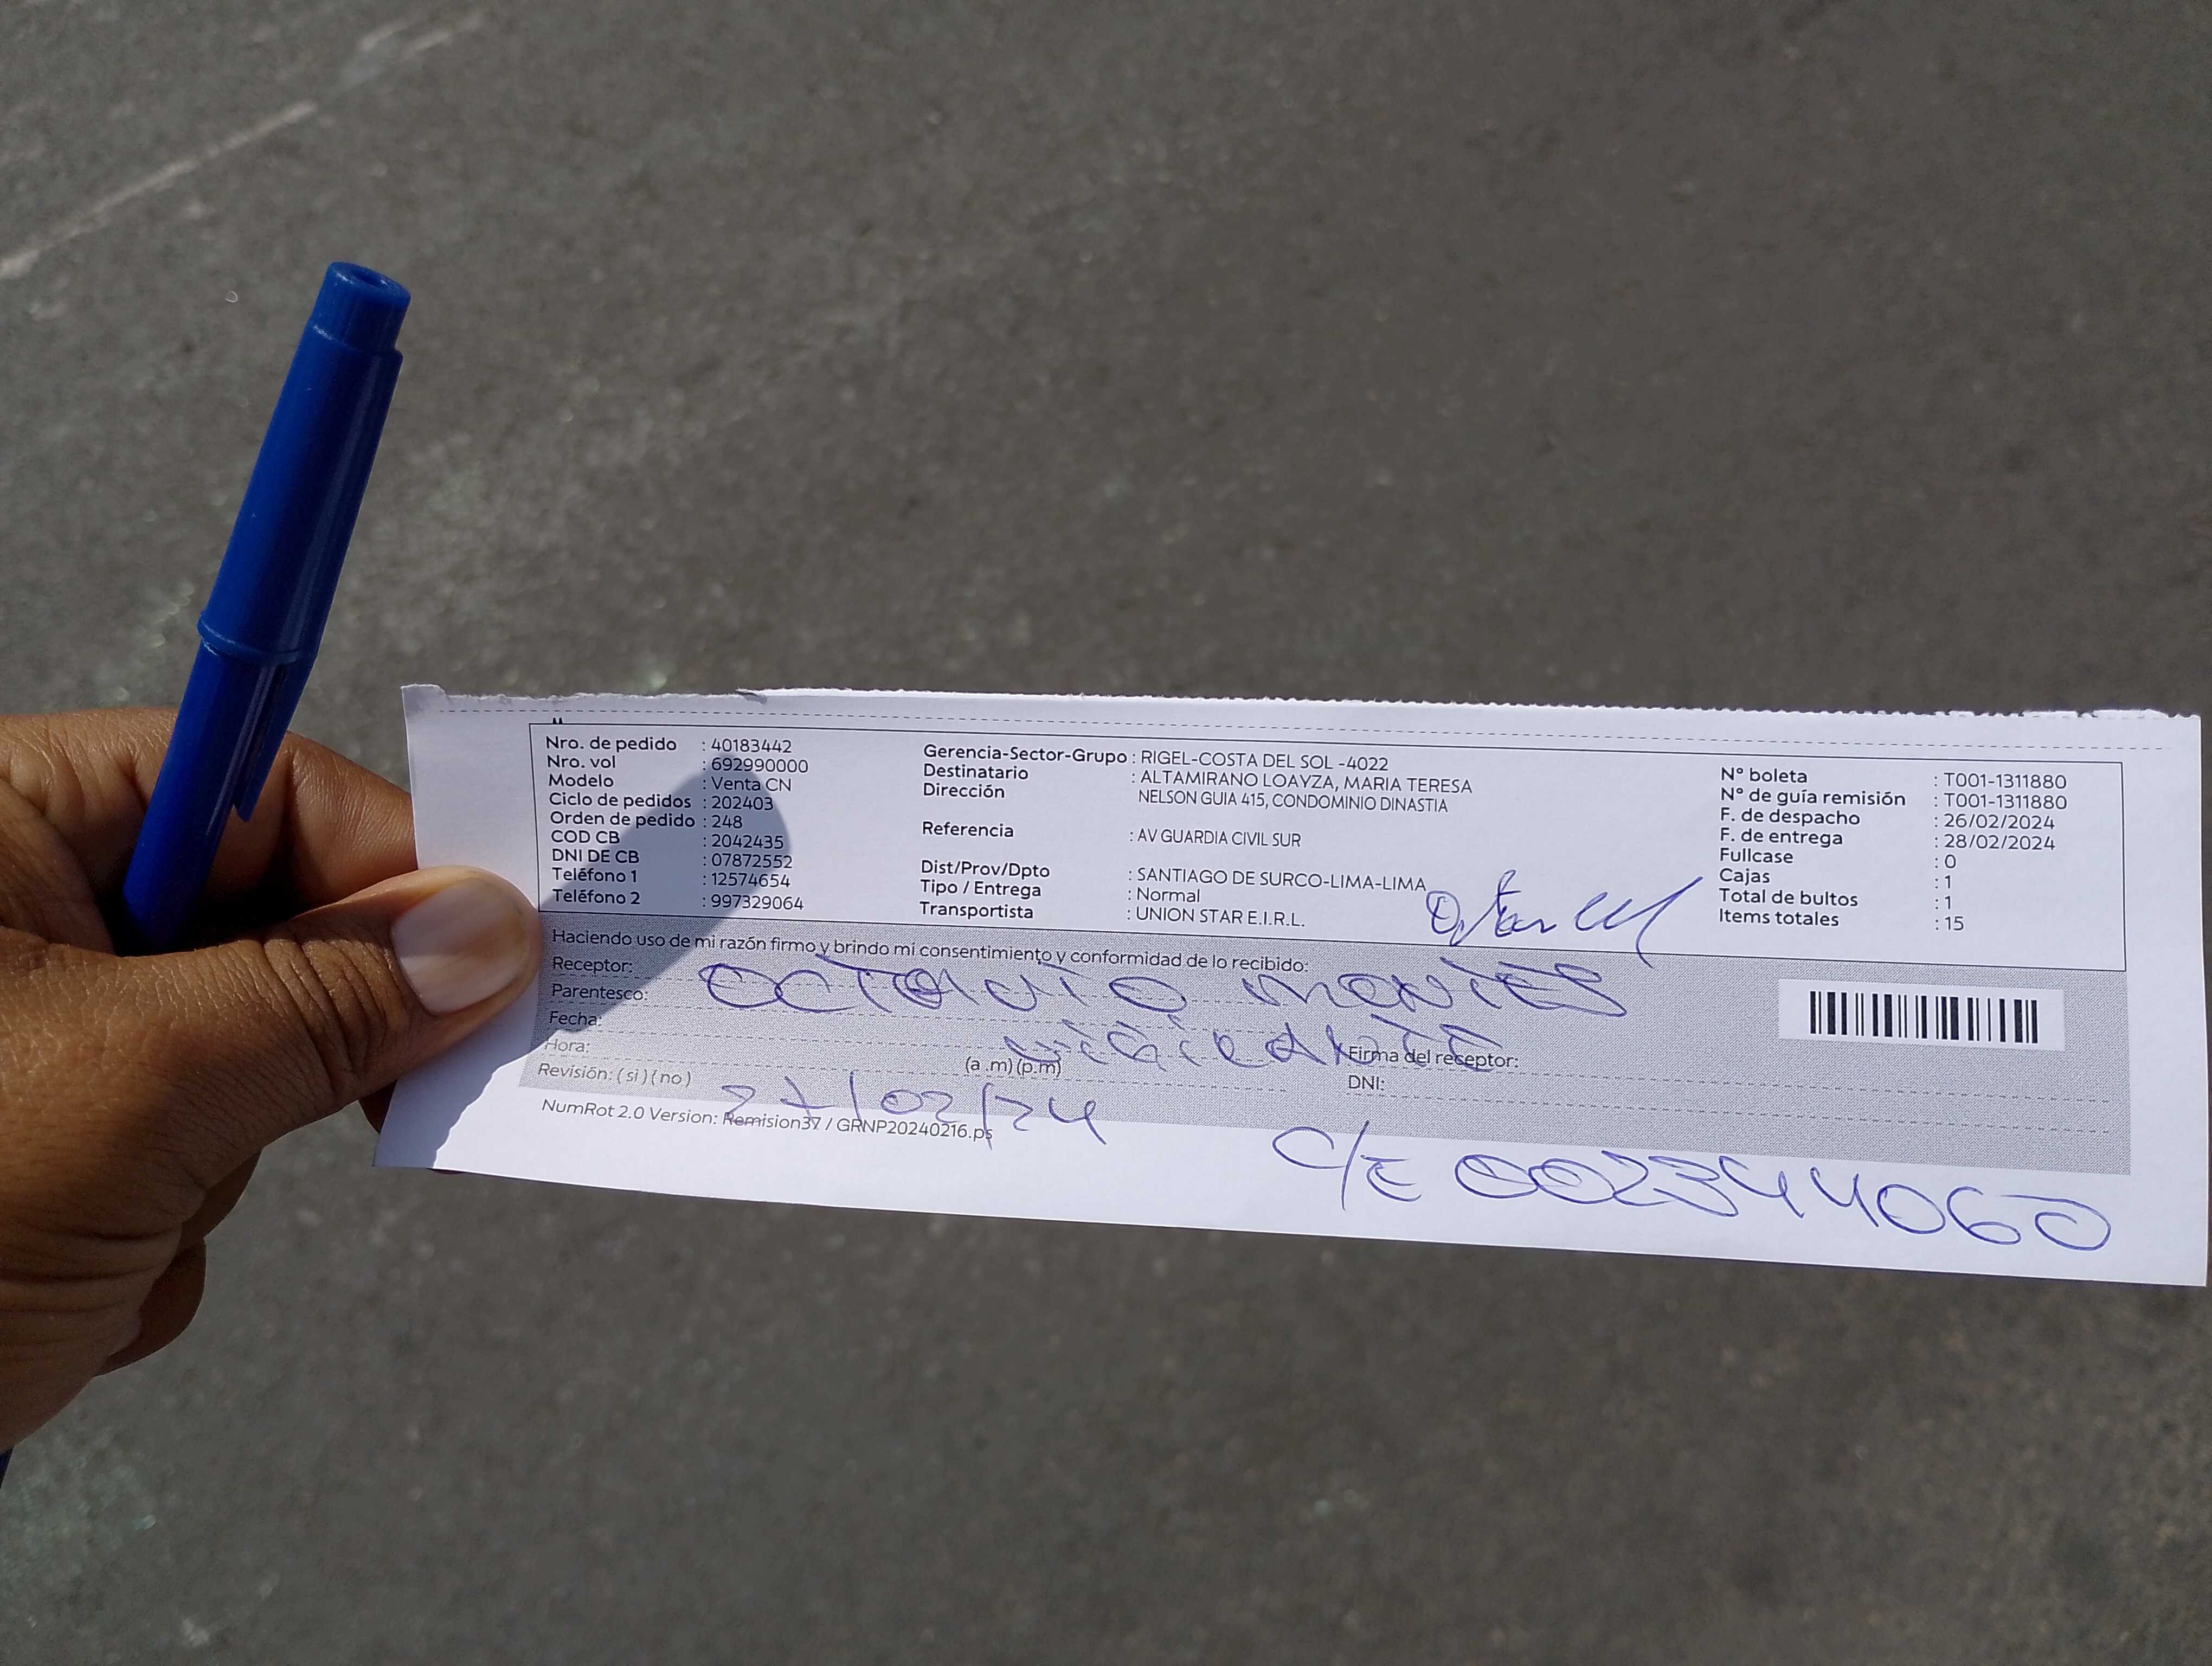 Nro. de pedido : 40183442
Nro. vol : 692990000
Modelo : Venta CN
Ciclo de pedidos : 202403
Orden de pedido : 248
COD CB : 2042435
DNI DE CB : 07872552
Teléfono 1 : 12574654
Teléfono 2 : 997329064
Gerencia-Sector-Grupo : RIGEL-COSTA DEL SOL -4022
Destinatario : ALTAMIRANO LOAYZA, MARIA TERESA
Dirección NELSON GUIA 415, CONDOMINIO DINASTIA
Referencia : AV GUARDIA CIVIL SUR
Dist/Prov/Dpto : SANTIAGO DE SURCO-LIMA-LIMA
Tipo / Entrega : Normal
Transportista : UNION STAR E.I.R.L.
N° boleta : T001-1311880
N° de guía remisión : T001-1311880
F. de despacho : 26/02/2024
F. de entrega : 28/02/2024
Fullcase : 0
Cajas : 1
Total de bultos : 1
Items totales : 15
Haciendo uso de mi razón firmo y brindo mi consentimiento y conformidad de lo recibido:
Receptor: OCTAVIO MONTES
Parentesco:
Fecha:
Hora: (a .m) (p.m)
Firma del receptor:
Revisión: ( si ) ( no ) 27/02/24
DNI:
NumRot 2.0 Version: Remision37 / GRNP20240216.ps
C/E 002344060